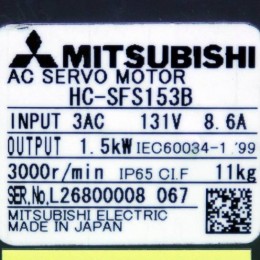 MITSUBISHI
AC SERVO MOTOR
HC-SFS153B
INPUT 3AC 131V 8.6A
OUTPUT 1.5kW IEC60034-1 '99
3000r/min IP65 Cl.F 11kg
SER.No.L26800008 067
MITSUBISHI ELECTRIC
MADE IN JAPAN